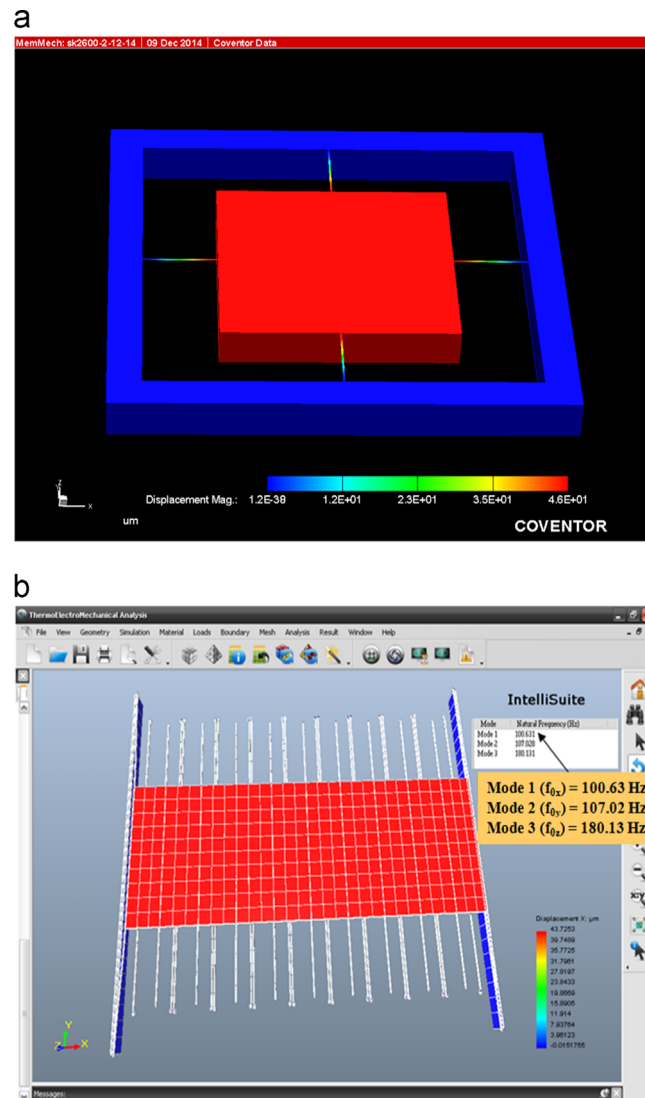 a
MemMech: sk2600-2-12-14 | 09 Dec 2014 | Coventor Data
Displacement Mag.: 1.2E-38 1.2E+01 2.3E+01 3.5E+01 4.6E+01
um
COVENTOR
b
ThermoElectroMechanical Analysis
File View Geometry Simulation Material Loads Boundary Mesh Analysis Result Window Help
IntelliSuite
Mode Natural Frequency (Hz)
Mode 1 100.631
Mode 2 107.028
Mode 3 180.131
Mode 1 (f0x) = 100.63 Hz
Mode 2 (f0y) = 107.02 Hz
Mode 3 (f0z) = 180.13 Hz
Displacement X: µm
43.7253
39.7489
35.7725
31.7961
27.8197
23.8433
19.8669
15.8905
11.914
7.93764
3.96123
-0.0151755
Y
Z X
Messages: